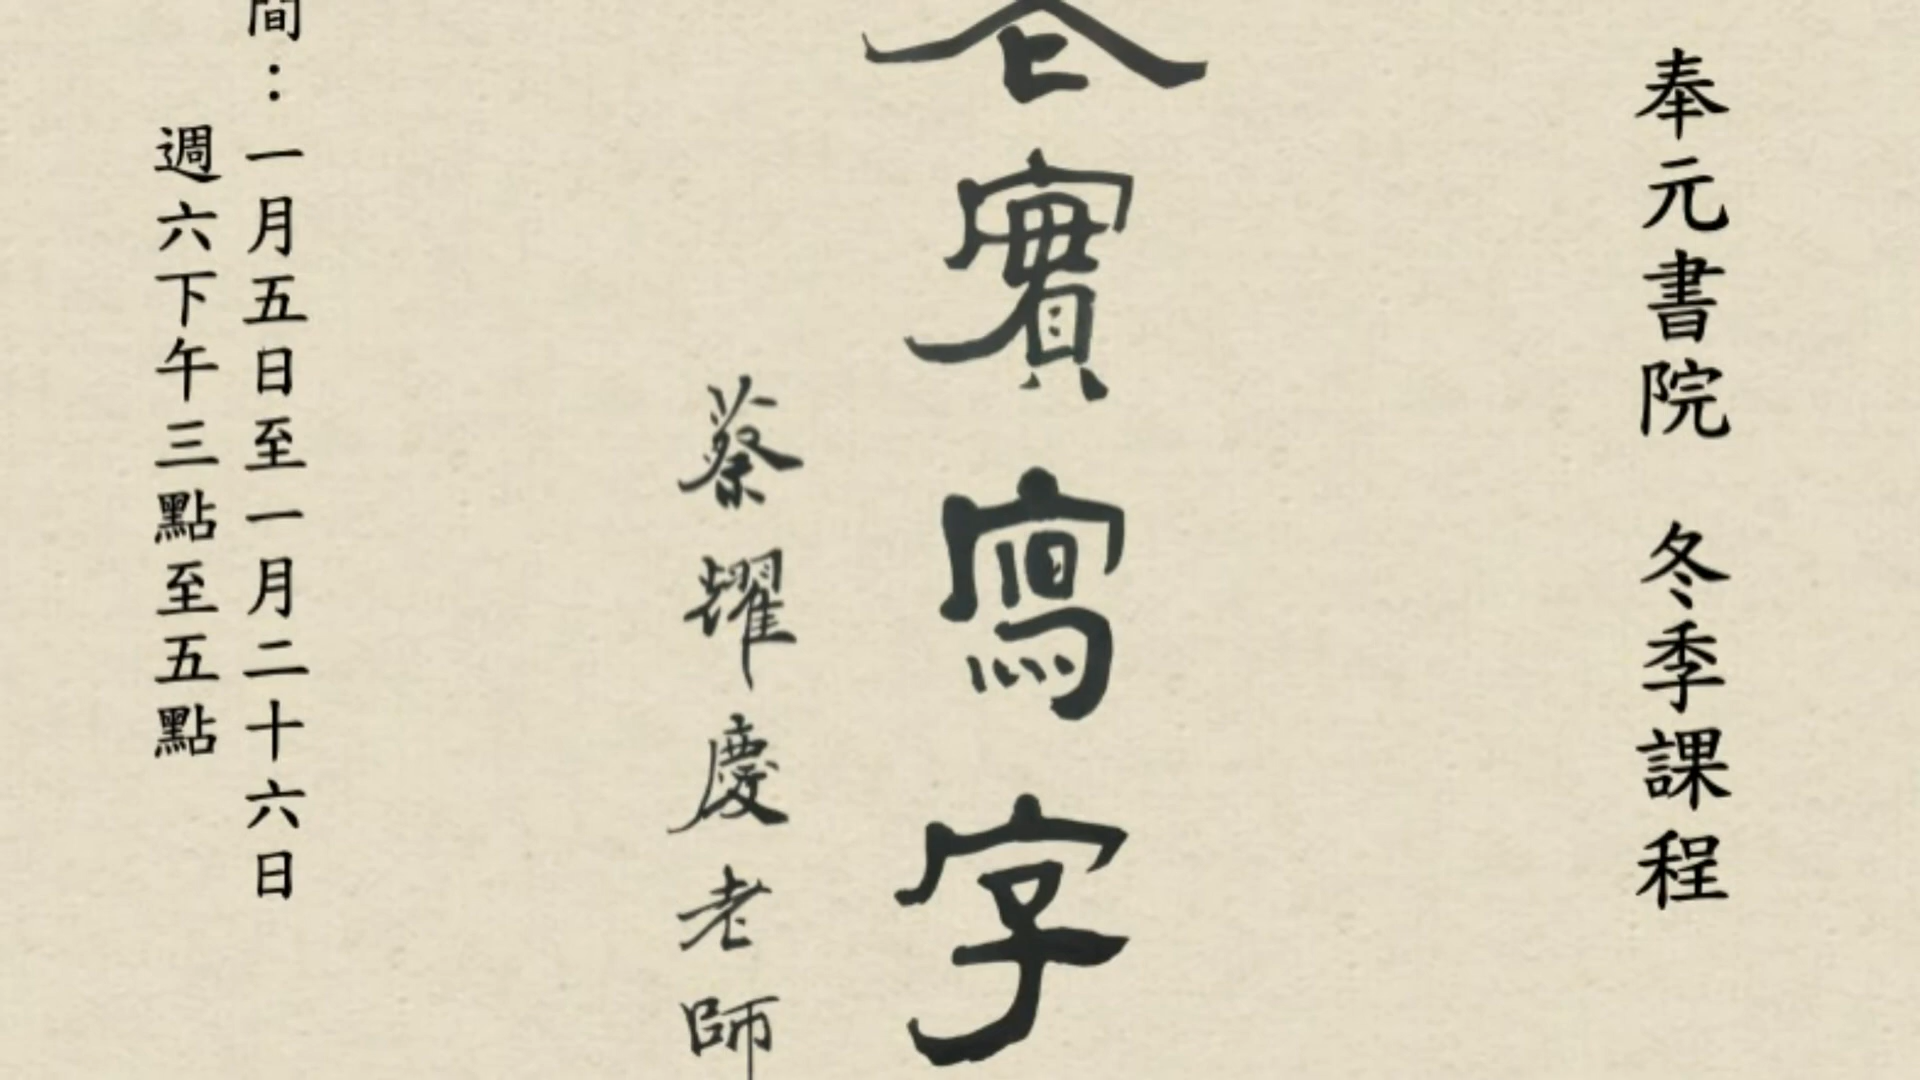 奉元書院 冬季課程
實寫字
蔡耀慶老師
間：一月五日至一月二十六日
週六下午三點至五點